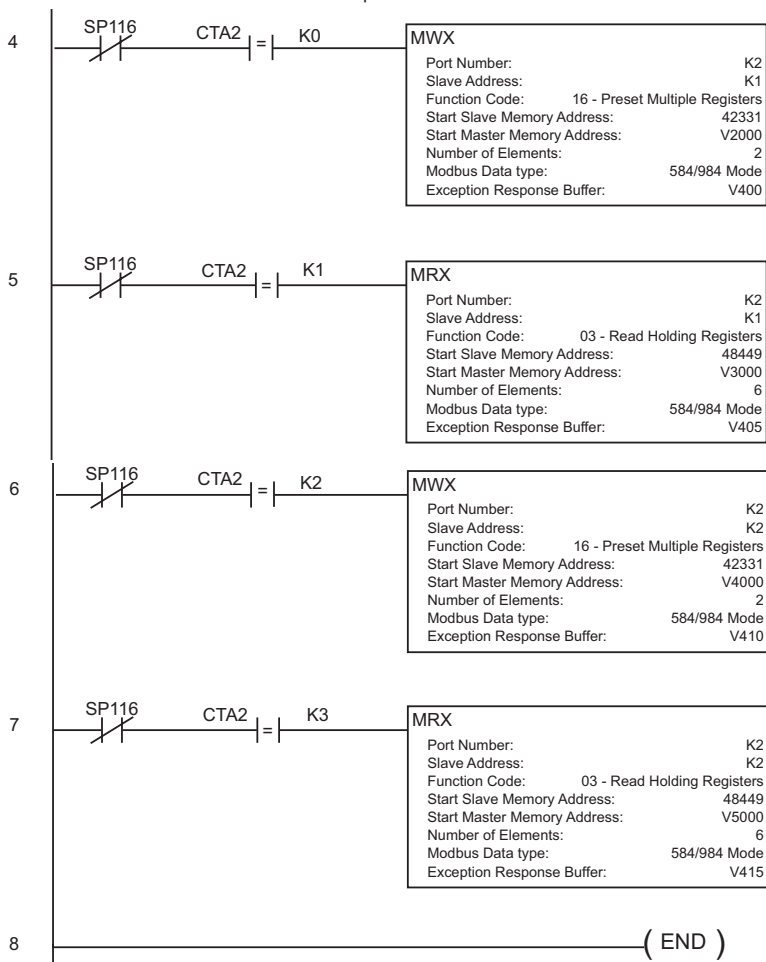 4
SP116 CTA2 = K0
MWX
Port Number: K2
Slave Address: K1
Function Code: 16 - Preset Multiple Registers
Start Slave Memory Address: 42331
Start Master Memory Address: V2000
Number of Elements: 2
Modbus Data type: 584/984 Mode
Exception Response Buffer: V400
5
SP116 CTA2 = K1
MRX
Port Number: K2
Slave Address: K1
Function Code: 03 - Read Holding Registers
Start Slave Memory Address: 48449
Start Master Memory Address: V3000
Number of Elements: 6
Modbus Data type: 584/984 Mode
Exception Response Buffer: V405
6
SP116 CTA2 = K2
MWX
Port Number: K2
Slave Address: K2
Function Code: 16 - Preset Multiple Registers
Start Slave Memory Address: 42331
Start Master Memory Address: V4000
Number of Elements: 2
Modbus Data type: 584/984 Mode
Exception Response Buffer: V410
7
SP116 CTA2 = K3
MRX
Port Number: K2
Slave Address: K2
Function Code: 03 - Read Holding Registers
Start Slave Memory Address: 48449
Start Master Memory Address: V5000
Number of Elements: 6
Modbus Data type: 584/984 Mode
Exception Response Buffer: V415
8
( END )